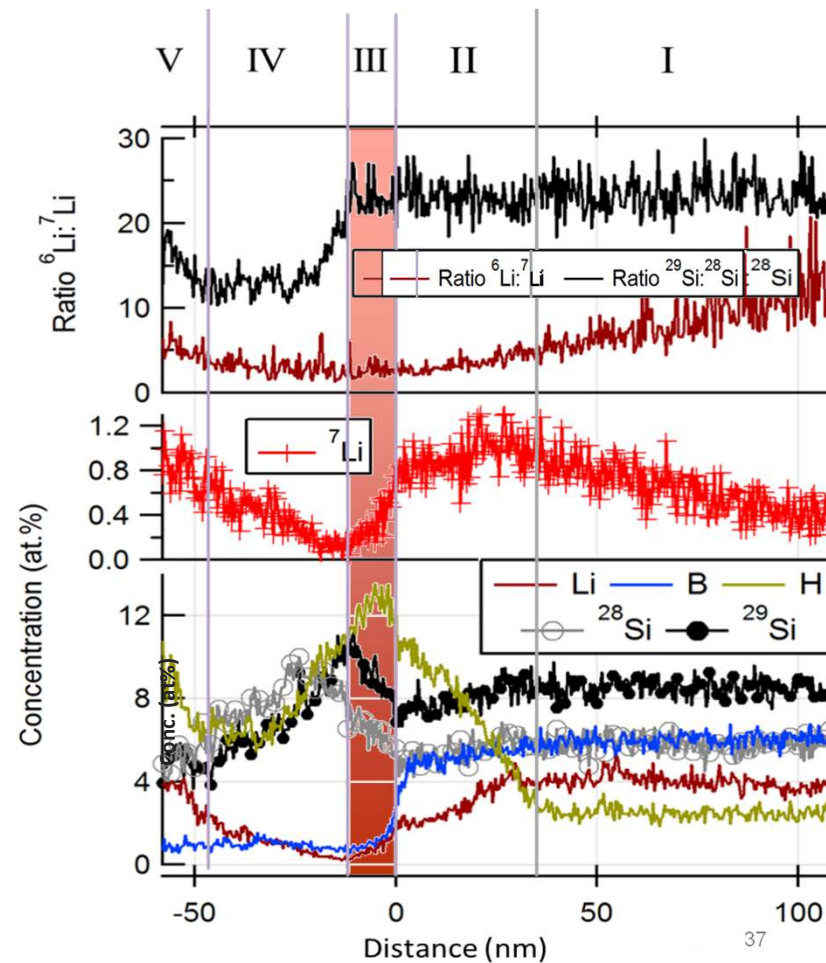 V IV III II I
30
20
10
0
Ratio ⁶Li:⁷Li
Ratio ⁶Li:⁷Li Ratio ²⁹Si:²⁸Si : ²⁸Si
1.2
0.8
0.4
0.0
⁷Li
Concentration (at.%)
Conc. (at%)
12
8
4
0
Li B H
²⁸Si ²⁹Si
-50 0 50 100
Distance (nm)
37